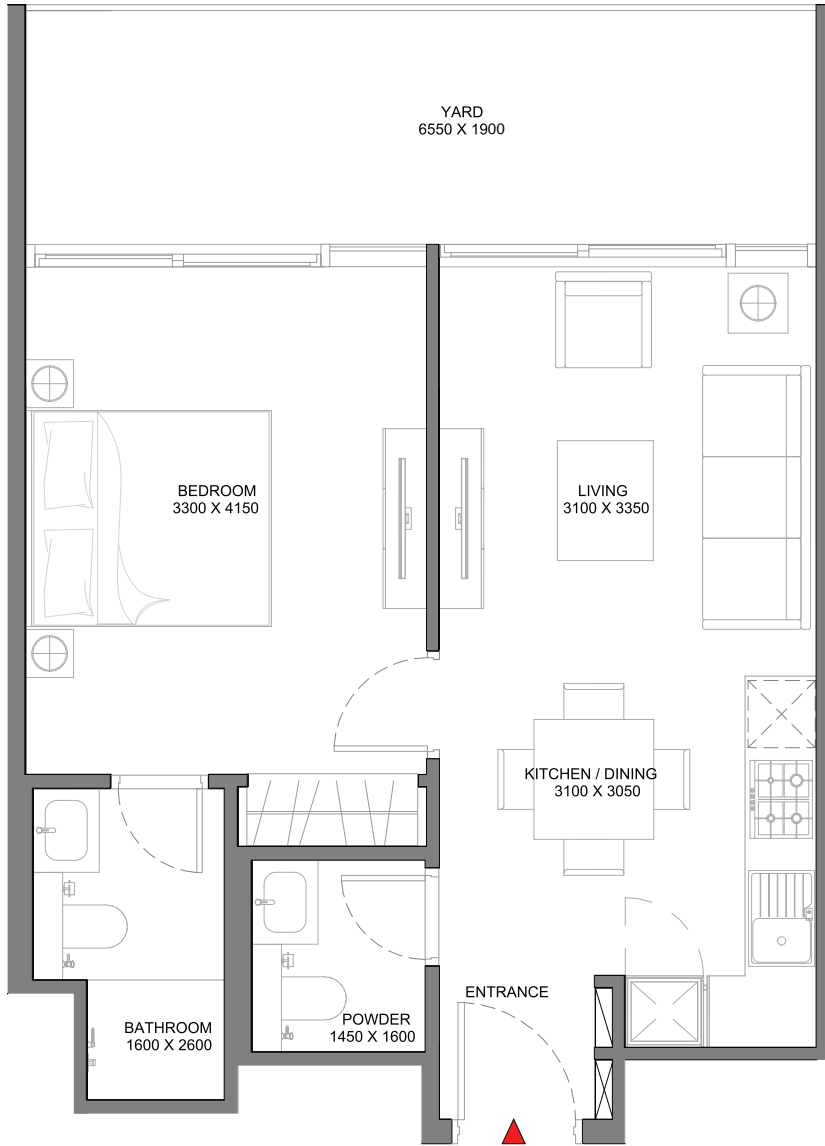 YARD
6550 X 1900
BEDROOM
3300 X 4150
LIVING
3100 X 3350
KITCHEN / DINING
3100 X 3050
ENTRANCE
BATHROOM
1600 X 2600
POWDER
1450 X 1600